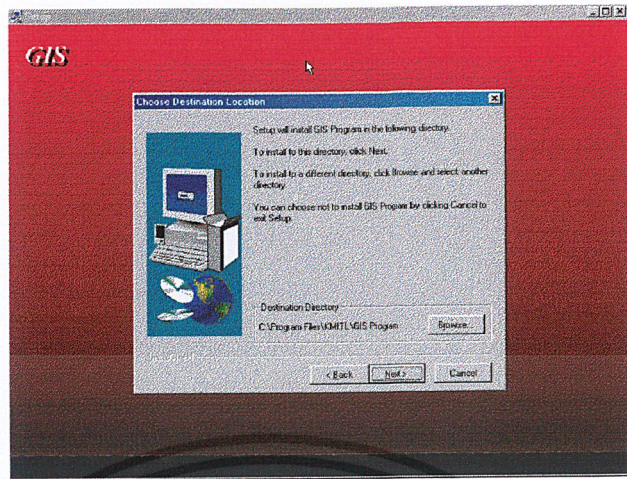 GIS
Choose Destination Location
Setup will install GIS Program in the following directory.
To install to this directory, click Next.
To install to a different directory, click Browse and select another
directory.
You can choose not to install GIS Program by clicking Cancel to
exit Setup.
Destination Directory
C:\Program Files\KMITL\GIS Program
Browse...
< Back
Next >
Cancel